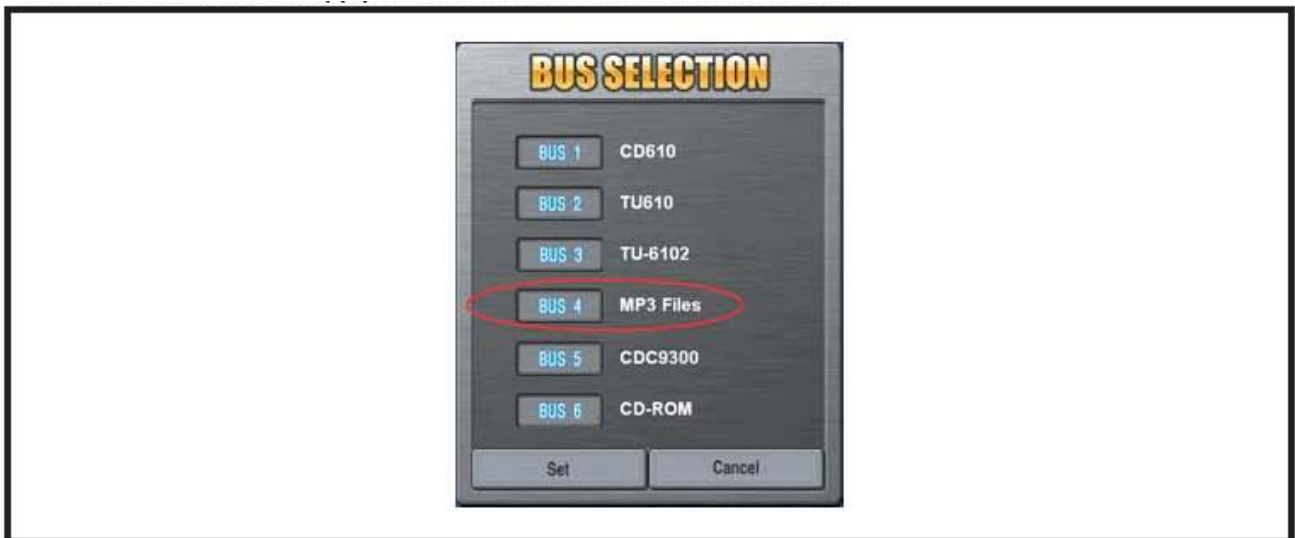 BUS SELECTION
BUS 1 CD610
BUS 2 TU610
BUS 3 TU-6102
BUS 4 MP3 Files
BUS 5 CDC9300
BUS 6 CD-ROM
Set Cancel